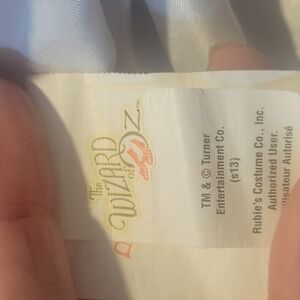 The
WIZARD
of
OZ™
TM & © Turner
Entertainment Co.
(s13)
Rubie's Costume Co., Inc.
Authorized User.
Utilisateur Autorisé